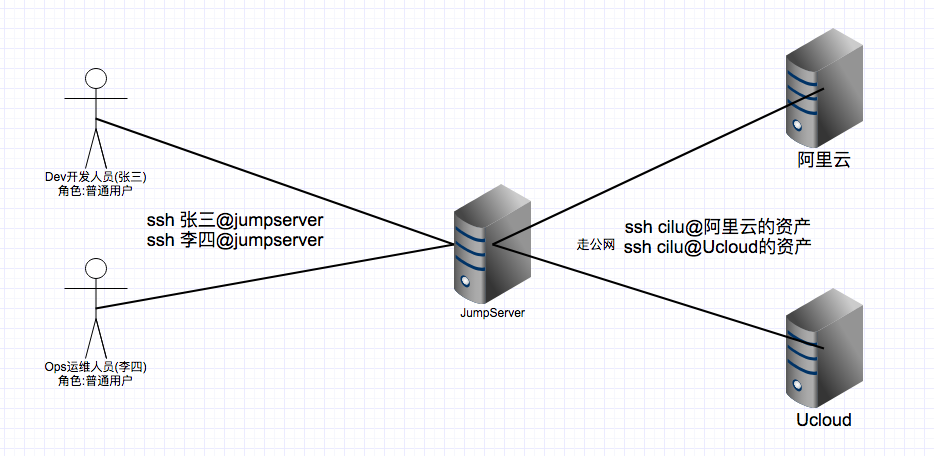 Dev开发人员(张三)
角色:普通用户
ssh 张三@jumpserver
ssh 李四@jumpserver
Ops运维人员(李四)
角色:普通用户
JumpServer
走公网
ssh cilu@阿里云的资产
ssh cilu@Ucloud的资产
阿里云
Ucloud